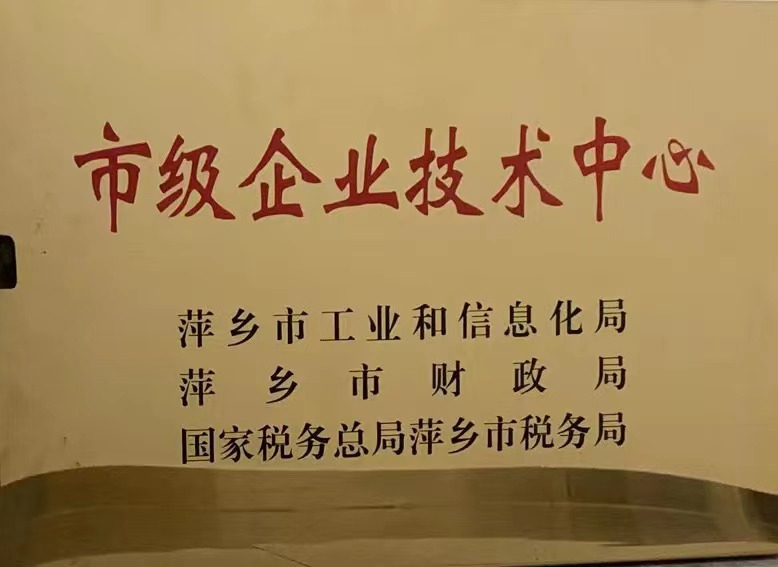 市级企业技术中心
萍乡市工业和信息化局
萍乡市财政局
国家税务总局萍乡市税务局